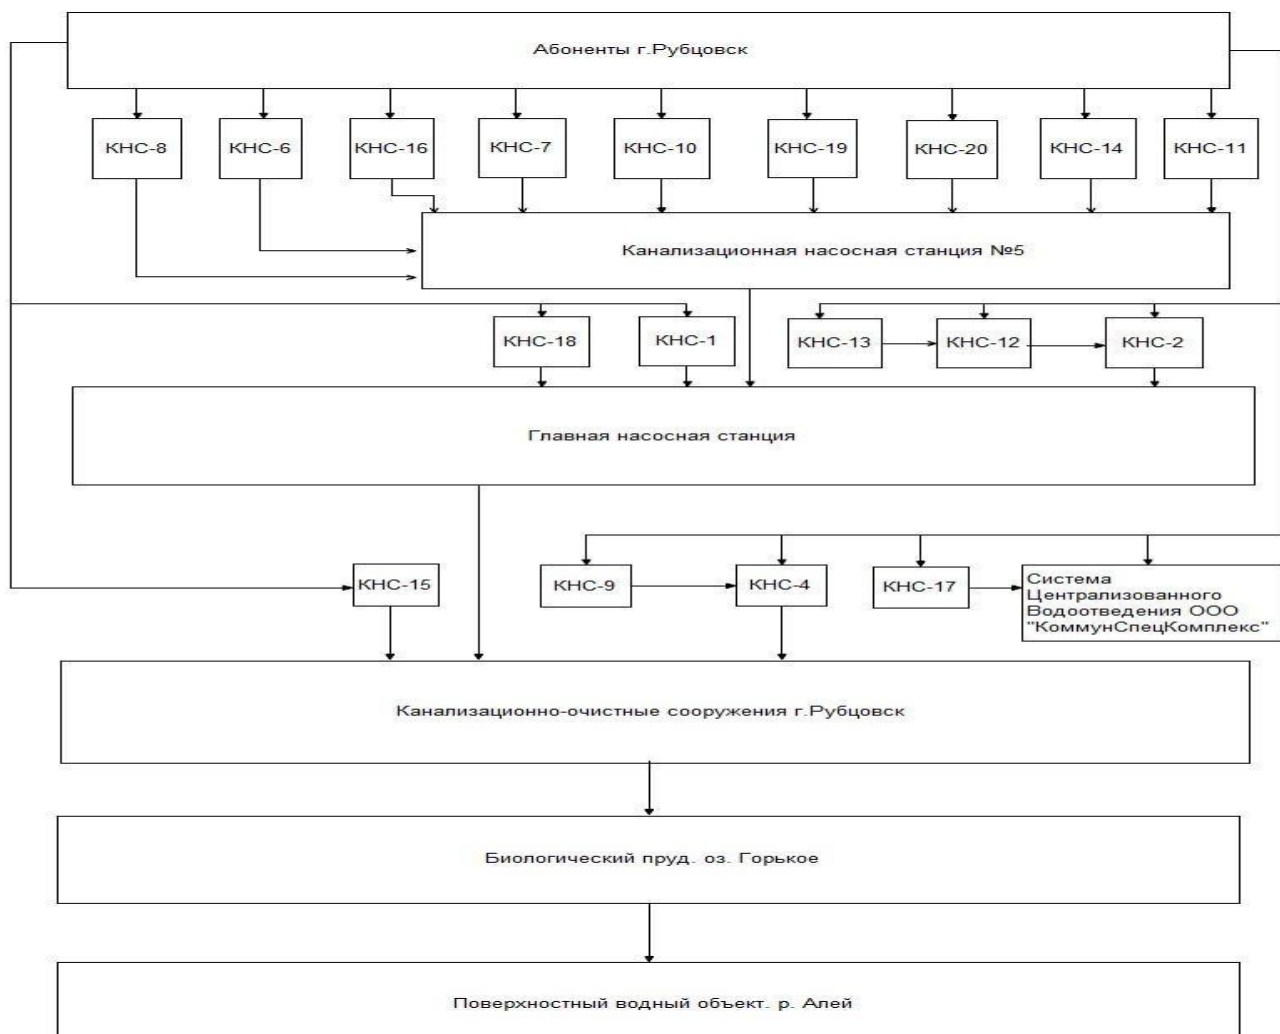 Абоненты г.Рубцовск
КНС-8
КНС-6
КНС-16
КНС-7
КНС-10
КНС-19
КНС-20
КНС-14
КНС-11
Канализационная насосная станция №5
КНС-18
КНС-1
КНС-13
КНС-12
КНС-2
Главная насосная станция
КНС-15
КНС-9
КНС-4
КНС-17
Система
Централизованного
Водоотведения ООО
"КоммунСпецКомплекс"
Канализационно-очистные сооружения г.Рубцовск
Биологический пруд. оз. Горькое
Поверхностный водный объект. р. Алей